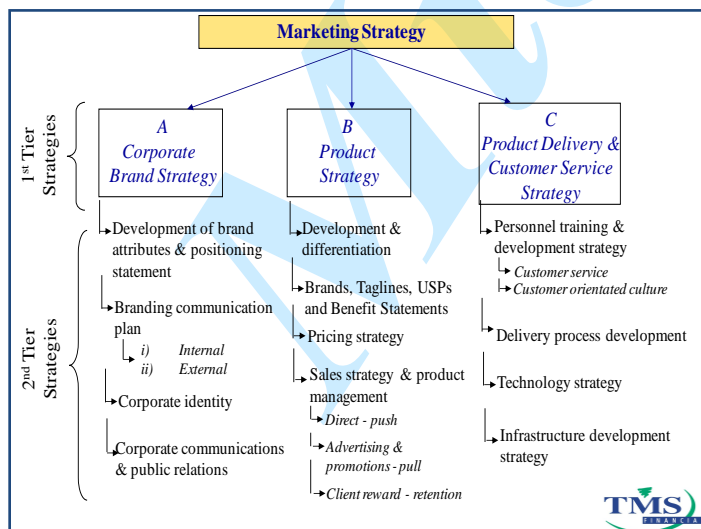 Marketing Strategy
1st Tier
Strategies
A
Corporate
Brand Strategy
B
Product
Strategy
C
Product Delivery &
Customer Service
Strategy
2nd Tier
Strategies
Development of brand
attributes & positioning
statement
Branding communication
plan
i) Internal
ii) External
Corporate identity
Corporate communications
& public relations
Development &
differentiation
Brands, Taglines, USPs
and Benefit Statements
Pricing strategy
Sales strategy & product
management
Direct - push
Advertising &
promotions - pull
Client reward - retention
Personnel training &
development strategy
Customer service
Customer orientated culture
Delivery process development
Technology strategy
Infrastructure development
strategy
TMS